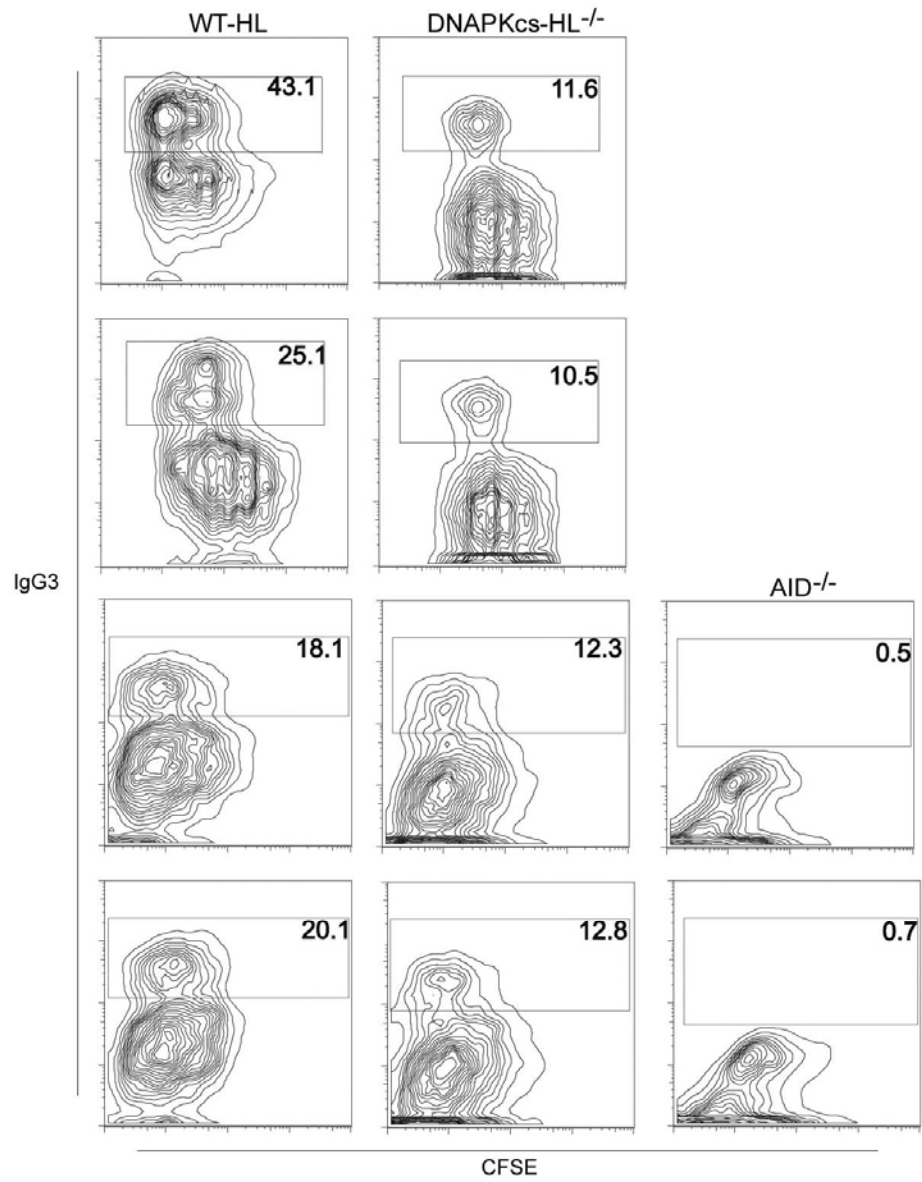 WT-HL DNAPKcs-HL-/-
43.1 11.6
25.1 10.5
IgG3
AID-/-
18.1 12.3 0.5
20.1 12.8 0.7
CFSE